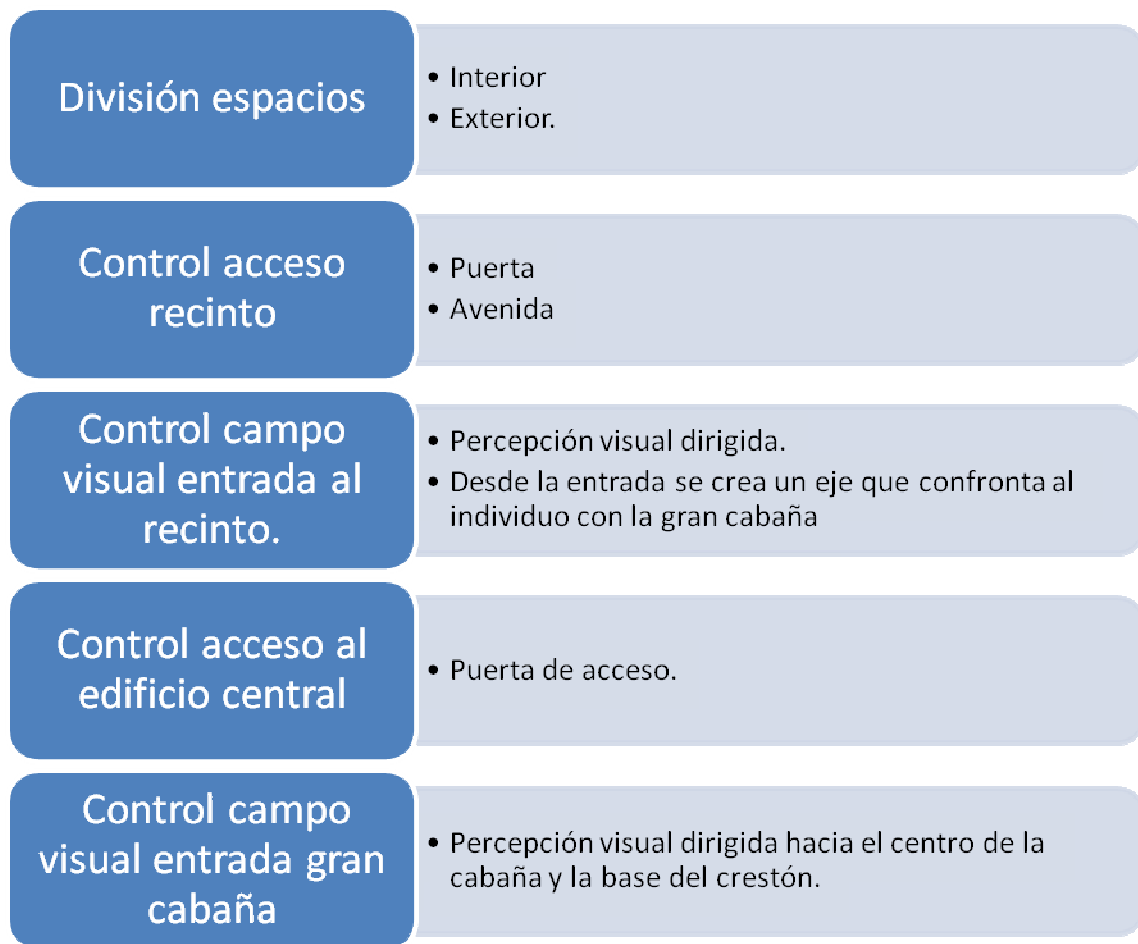 División espacios
• Interior
• Exterior.
Control acceso
recinto
• Puerta
• Avenida
Control campo
visual entrada al
recinto.
• Percepción visual dirigida.
• Desde la entrada se crea un eje que confronta al
individuo con la gran cabaña
Control acceso al
edificio central
• Puerta de acceso.
Control campo
visual entrada gran
cabaña
• Percepción visual dirigida hacia el centro de la
cabaña y la base del crestón.